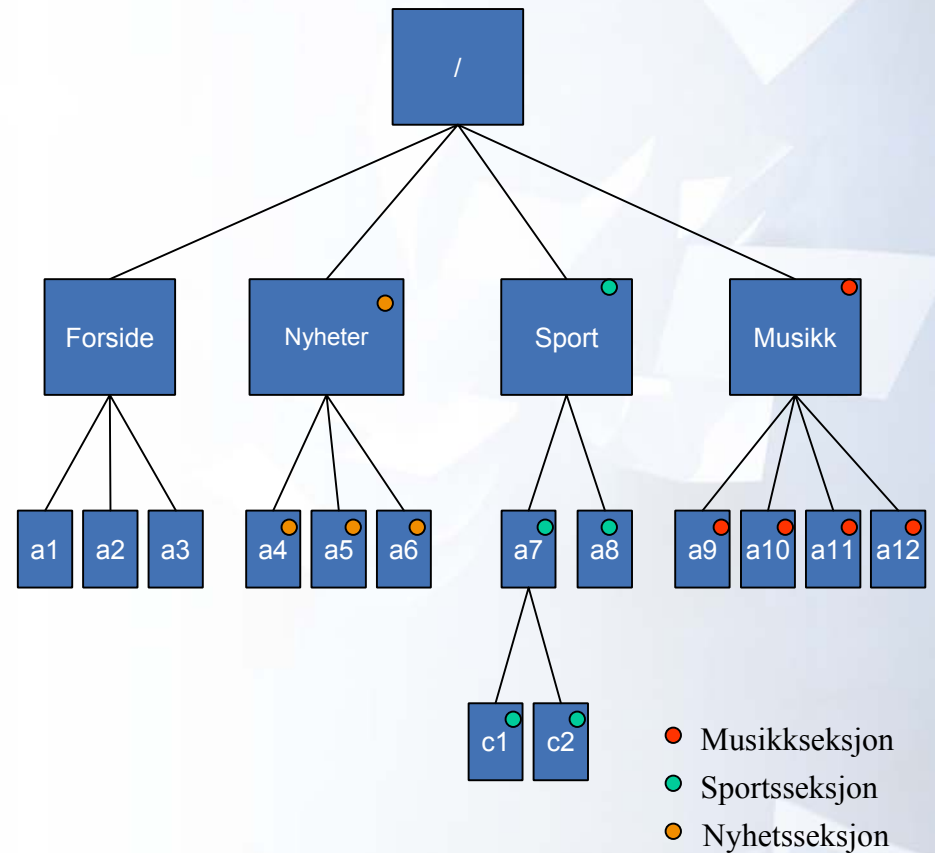 /
Forside Nyheter Sport Musikk
a1 a2 a3 a4 a5 a6 a7 a8 a9 a10 a11 a12
c1 c2
Musikkseksjon
Sportsseksjon
Nyhetsseksjon